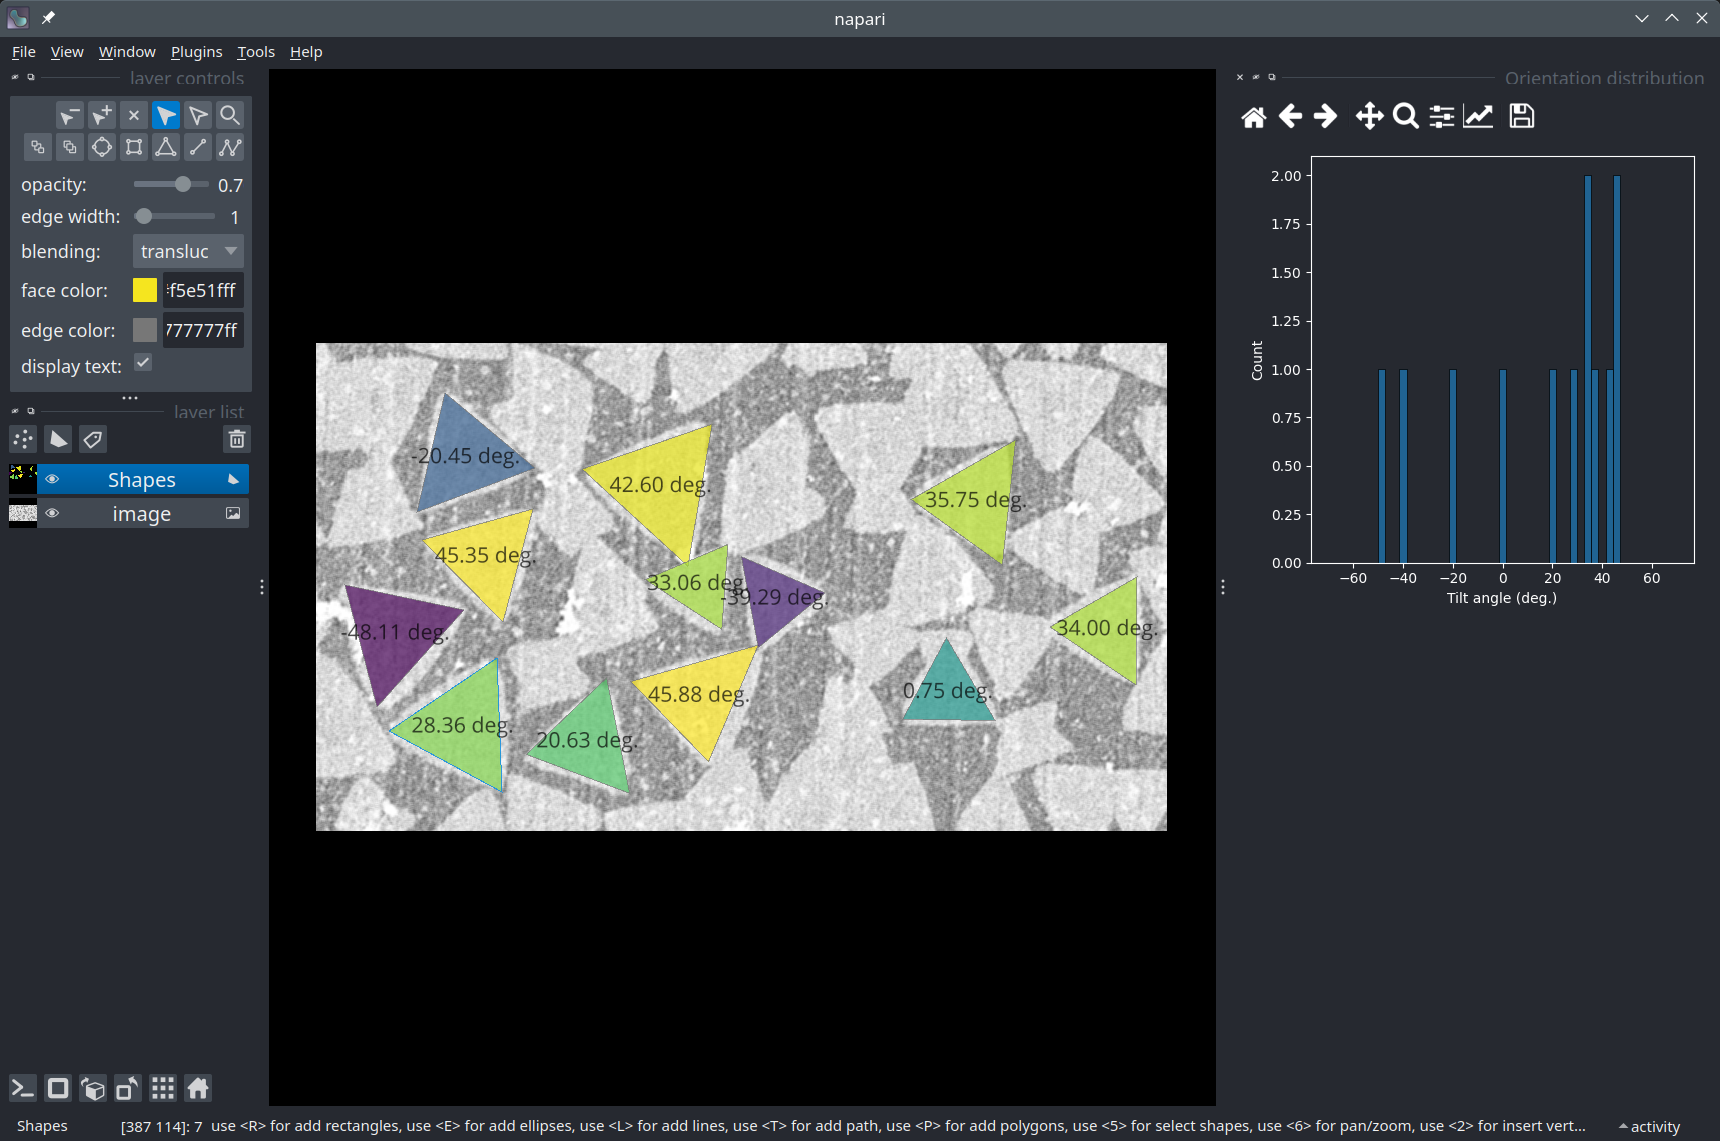 napari
File View Window Plugins Tools Help
layer controls
opacity: 0.7
edge width: 1
blending: transluc
face color: f5e51fff
edge color: 777777ff
display text:
layer list
Shapes
image
-20.45 deg.
42.60 deg.
35.75 deg.
45.35 deg.
33.06 deg.
-39.29 deg.
-48.11 deg.
34.00 deg.
28.36 deg.
20.63 deg.
45.88 deg.
0.75 deg.
Orientation distribution
2.00
1.75
1.50
1.25
1.00
0.75
0.50
0.25
0.00
Count
−60 −40 −20 0 20 40 60
Tilt angle (deg.)
Shapes [387 114]: 7 use <R> for add rectangles, use <E> for add ellipses, use <L> for add lines, use <T> for add path, use <P> for add polygons, use <5> for select shapes, use <6> for pan/zoom, use <2> for insert vert... activity